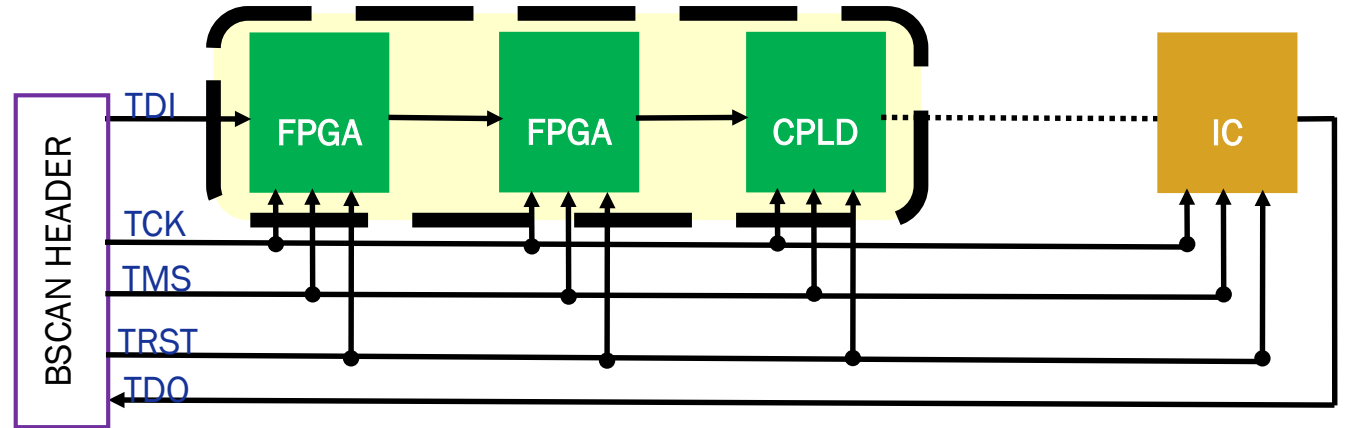 BSCAN HEADER
TDI
FPGA
FPGA
CPLD
IC
TCK
TMS
TRST
TDO